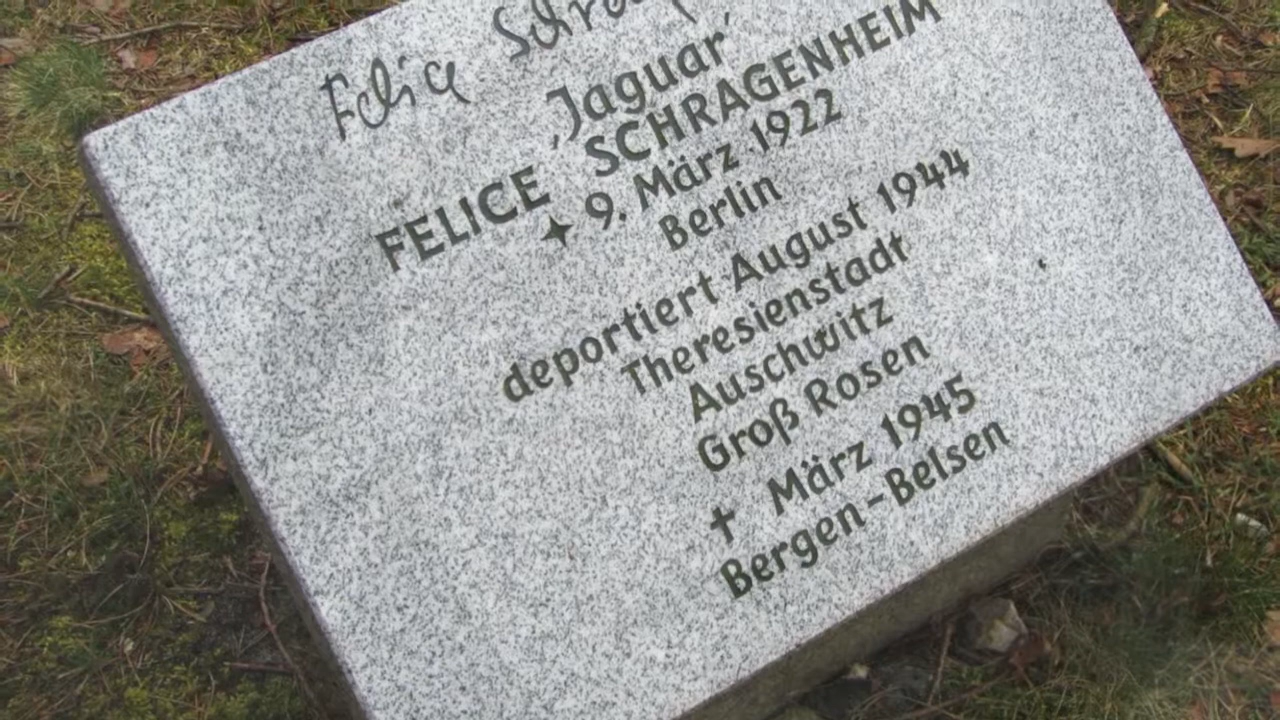 Felice Schrag
‚Jaguar'
FELICE SCHRAGENHEIM
✦ 9. März 1922
Berlin
deportiert August 1944
Theresienstadt
Auschwitz
Groß Rosen
✝ März 1945
Bergen-Belsen